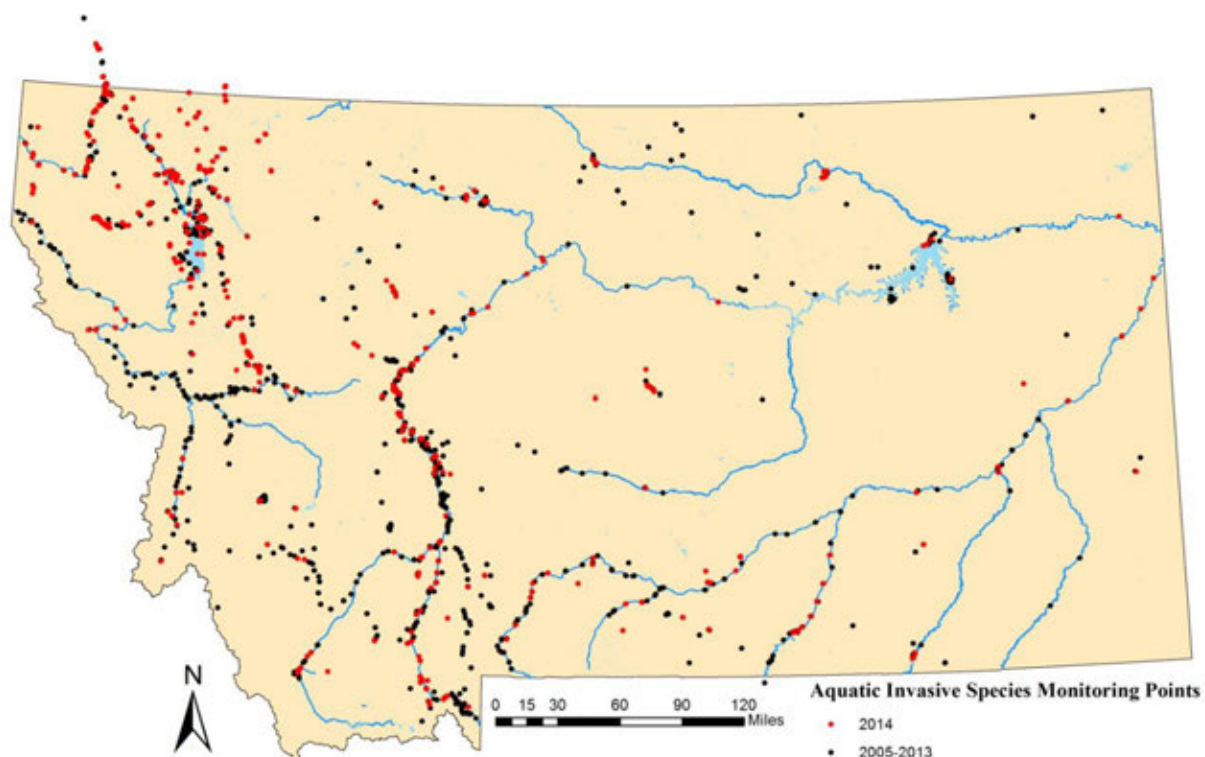 N
0 15 30 60 90 120
Miles
Aquatic Invasive Species Monitoring Points
2014
2005-2013